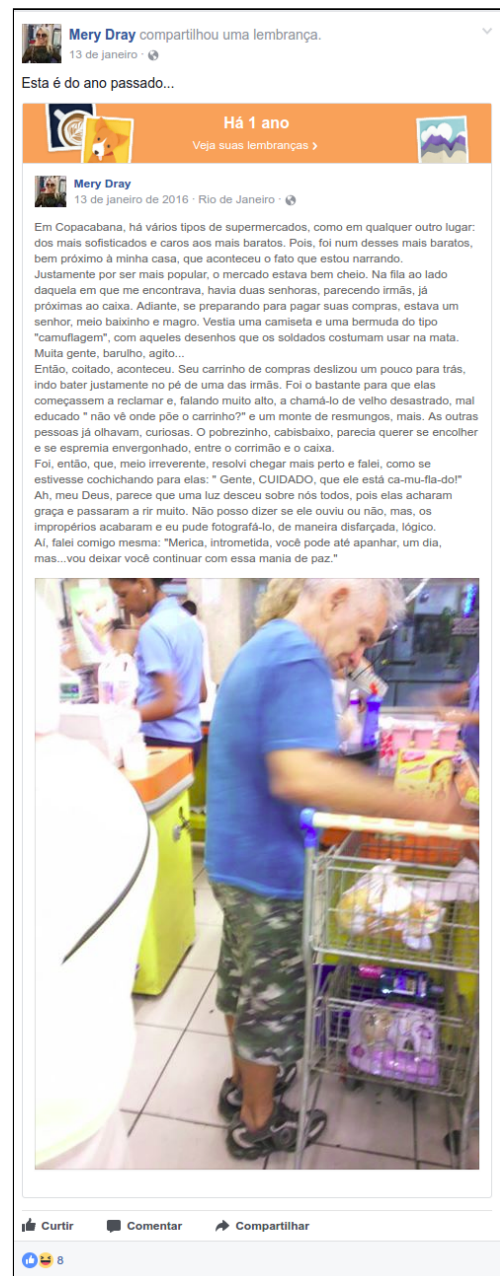 Mery Dray compartilhou uma lembrança.
13 de janeiro ·
Esta é do ano passado...
Há 1 ano
Veja suas lembranças ›
Mery Dray
13 de janeiro de 2016 · Rio de Janeiro ·
Em Copacabana, há vários tipos de supermercados, como em qualquer outro lugar:
dos mais sofisticados e caros aos mais baratos. Pois, foi num desses mais baratos,
bem próximo à minha casa, que aconteceu o fato que estou narrando.
Justamente por ser mais popular, o mercado estava bem cheio. Na fila ao lado
daquela em que me encontrava, havia duas senhoras, parecendo irmãs, já
próximas ao caixa. Adiante, se preparando para pagar suas compras, estava um
senhor, meio baixinho e magro. Vestia uma camiseta e uma bermuda do tipo
"camuflagem", com aqueles desenhos que os soldados costumam usar na mata.
Muita gente, barulho, agito...
Então, coitado, aconteceu. Seu carrinho de compras deslizou um pouco para trás,
indo bater justamente no pé de uma das irmãs. Foi o bastante para que elas
começassem a reclamar e, falando muito alto, a chamá-lo de velho desastrado, mal
educado " não vê onde põe o carrinho?" e um monte de resmungos, mais. As outras
pessoas já olhavam, curiosas. O pobrezinho, cabisbaixo, parecia querer se encolher
e se espremia envergonhado, entre o corrimão e o caixa.
Foi, então, que, meio irreverente, resolvi chegar mais perto e falei, como se
estivesse cochichando para elas: " Gente, CUIDADO, que ele está ca-mu-fla-do!"
Ah, meu Deus, parece que uma luz desceu sobre nós todos, pois elas acharam
graça e passaram a rir muito. Não posso dizer se ele ouviu ou não, mas, os
impropérios acabaram e eu pude fotografá-lo, de maneira disfarçada, lógico.
Aí, falei comigo mesma: "Merica, intrometida, você pode até apanhar, um dia,
mas...vou deixar você continuar com essa mania de paz."
Curtir Comentar Compartilhar
8